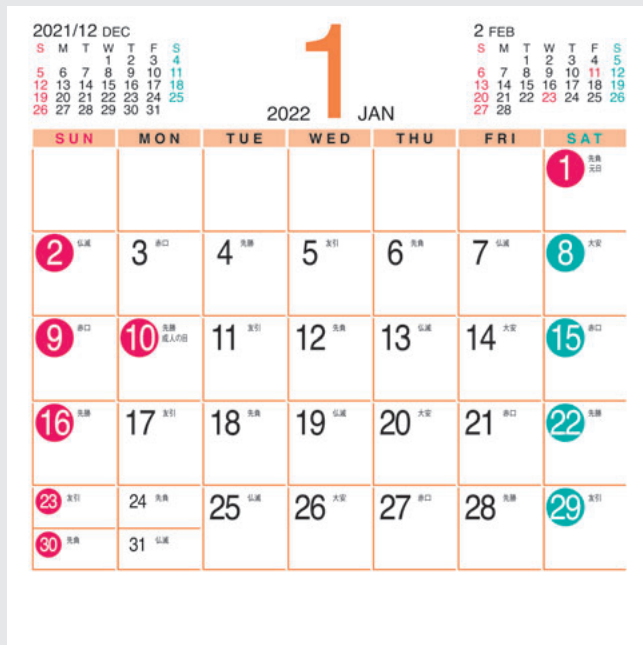 2021/12 DEC
S M T W T F S
1 2 3 4
5 6 7 8 9 10 11
12 13 14 15 16 17 18
19 20 21 22 23 24 25
26 27 28 29 30 31
1
2022 JAN
2 FEB
S M T W T F S
1 2 3 4 5
6 7 8 9 10 11 12
13 14 15 16 17 18 19
20 21 22 23 24 25 26
27 28
SUN MON TUE WED THU FRI SAT
1 先負
元日
2 仏滅 3 赤口 4 先勝 5 友引 6 先負 7 仏滅 8 大安
9 赤口 10 先勝 11 友引 12 先負 13 仏滅 14 大安 15 赤口
成人の日
16 先勝 17 友引 18 先負 19 仏滅 20 大安 21 赤口 22 先勝
23 友引 24 先負 25 仏滅 26 大安 27 赤口 28 先勝 29 友引
30 先負 31 仏滅